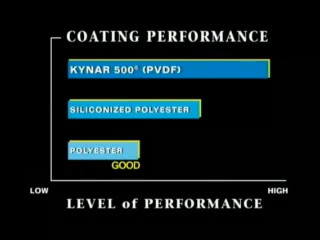 COATING PERFORMANCE
KYNAR 500® (PVDF)
SILICONIZED POLYESTER
POLYESTER
GOOD
LOW
HIGH
LEVEL of PERFORMANCE